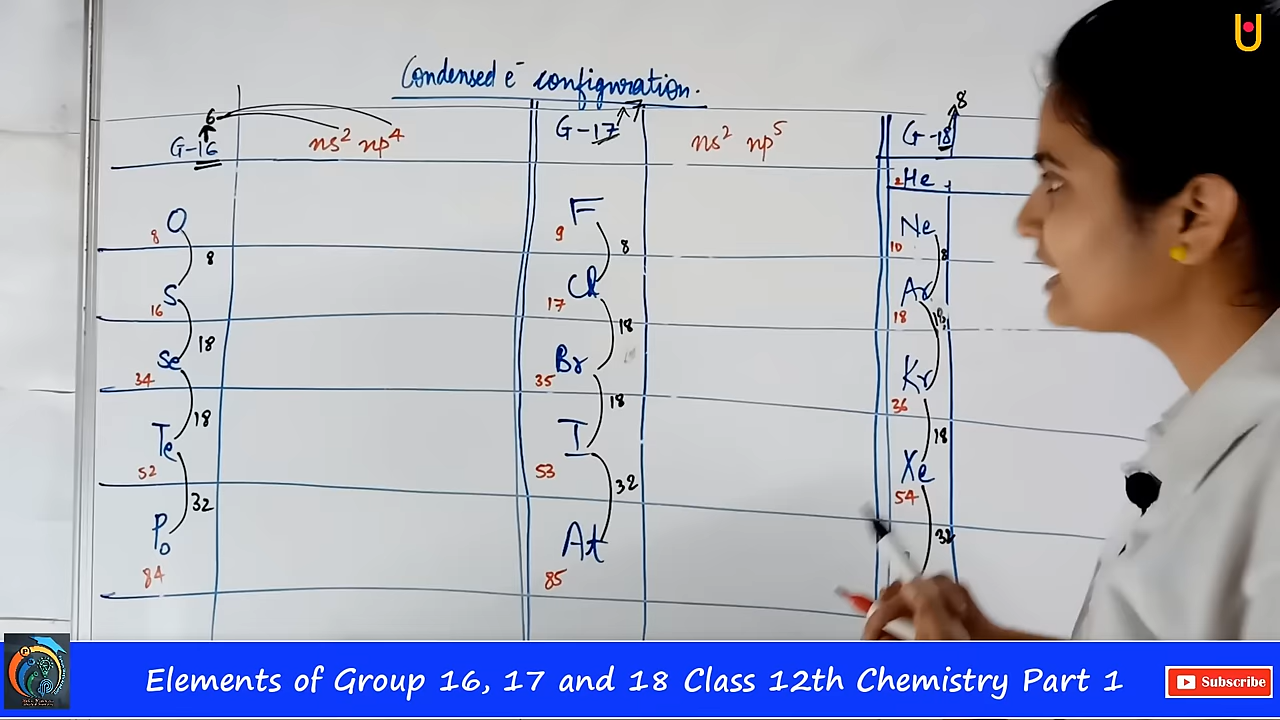 Condensed e⁻ configuration.
6
G-16
ns² np⁴
G-17
ns² np⁵
8
G-18
2He
O
8
8
F
9
8
Ne
10
8
S
16
18
Cl
17
18
Ar
18
18
Se
34
18
Br
35
18
Kr
36
18
Te
52
32
I
53
32
Xe
54
32
Po
84
At
85
Elements of Group 16, 17 and 18 Class 12th Chemistry Part 1
Subscribe